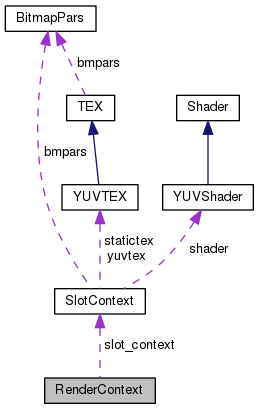 BitmapPars
bmpars
TEX
Shader
bmpars
YUVTEX
YUVShader
statictex
yuvtex
shader
SlotContext
slot_context
RenderContext